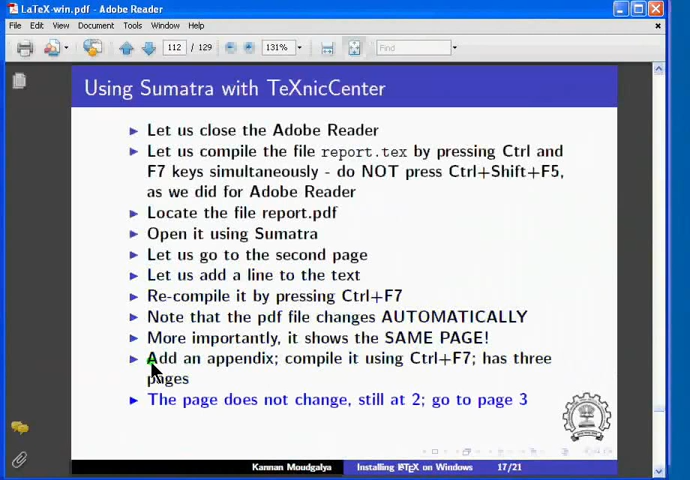 LaTeX-win.pdf - Adobe Reader
File Edit View Document Tools Window Help
112 / 129 131% Find
Using Sumatra with TeXnicCenter
Let us close the Adobe Reader
Let us compile the file report.tex by pressing Ctrl and
F7 keys simultaneously - do NOT press Ctrl+Shift+F5,
as we did for Adobe Reader
Locate the file report.pdf
Open it using Sumatra
Let us go to the second page
Let us add a line to the text
Re-compile it by pressing Ctrl+F7
Note that the pdf file changes AUTOMATICALLY
More importantly, it shows the SAME PAGE!
Add an appendix; compile it using Ctrl+F7; has three
pages
The page does not change, still at 2; go to page 3
Kannan Moudgalya Installing LaTeX on Windows 17/21